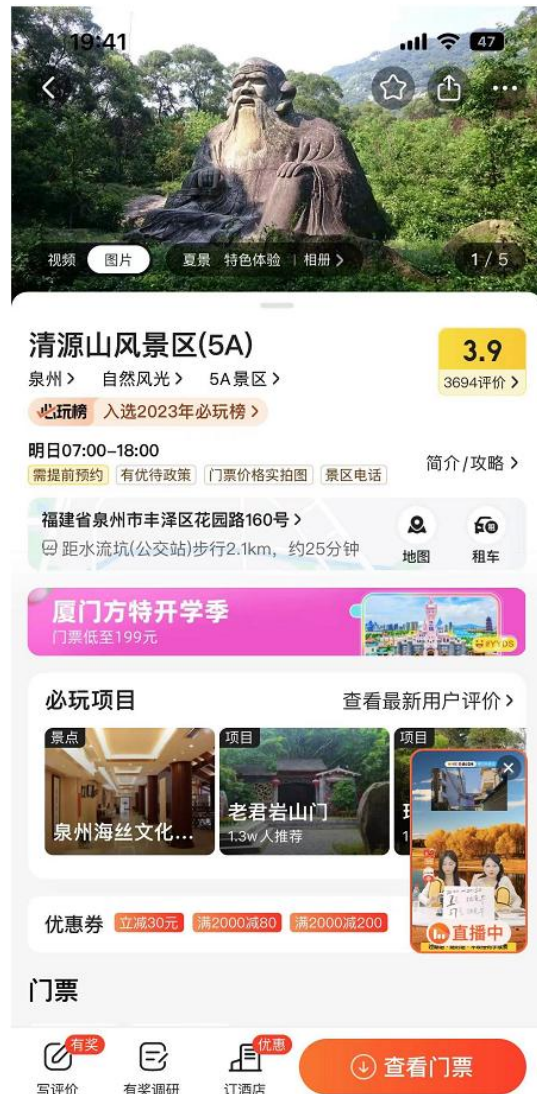 19:41
47
视频
图片
夏景 特色体验 | 相册 >
1/5
清源山风景区(5A)
3.9
3694评价 >
泉州 > 自然风光 > 5A景区 >
必玩榜 入选2023年必玩榜 >
明日07:00–18:00
需提前预约 有优待政策 门票价格实拍图 景区电话
简介/攻略 >
福建省泉州市丰泽区花园路160号 >
距水流坑(公交站)步行2.1km，约25分钟
地图
租车
厦门方特开学季
门票低至199元
必玩项目
查看最新用户评价 >
景点
泉州海丝文化...
项目
老君岩山门
1.3w人推荐
项目
优惠券 立减30元 满2000减80 满2000减200
直播中
门票
有奖
写评价
有奖调研
优惠
订酒店
查看门票